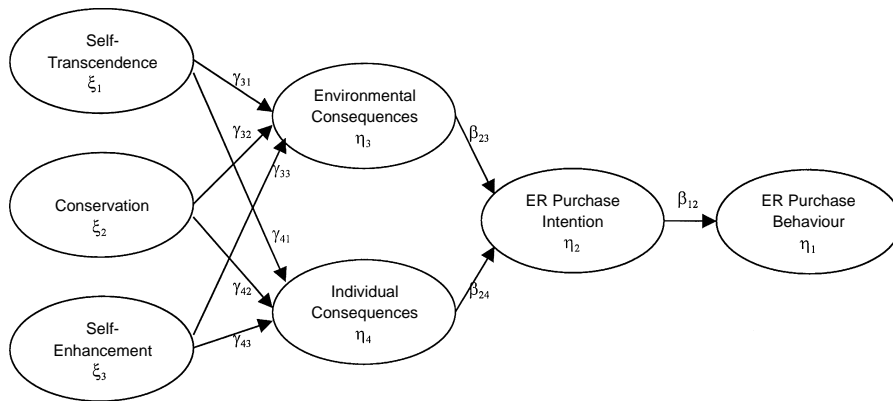 Self-
Transcendence
ξ1
Conservation
ξ2
Self-
Enhancement
ξ3
γ31
γ32
γ33
γ41
γ42
γ43
Environmental
Consequences
η3
Individual
Consequences
η4
β23
β24
ER Purchase
Intention
η2
β12
ER Purchase
Behaviour
η1